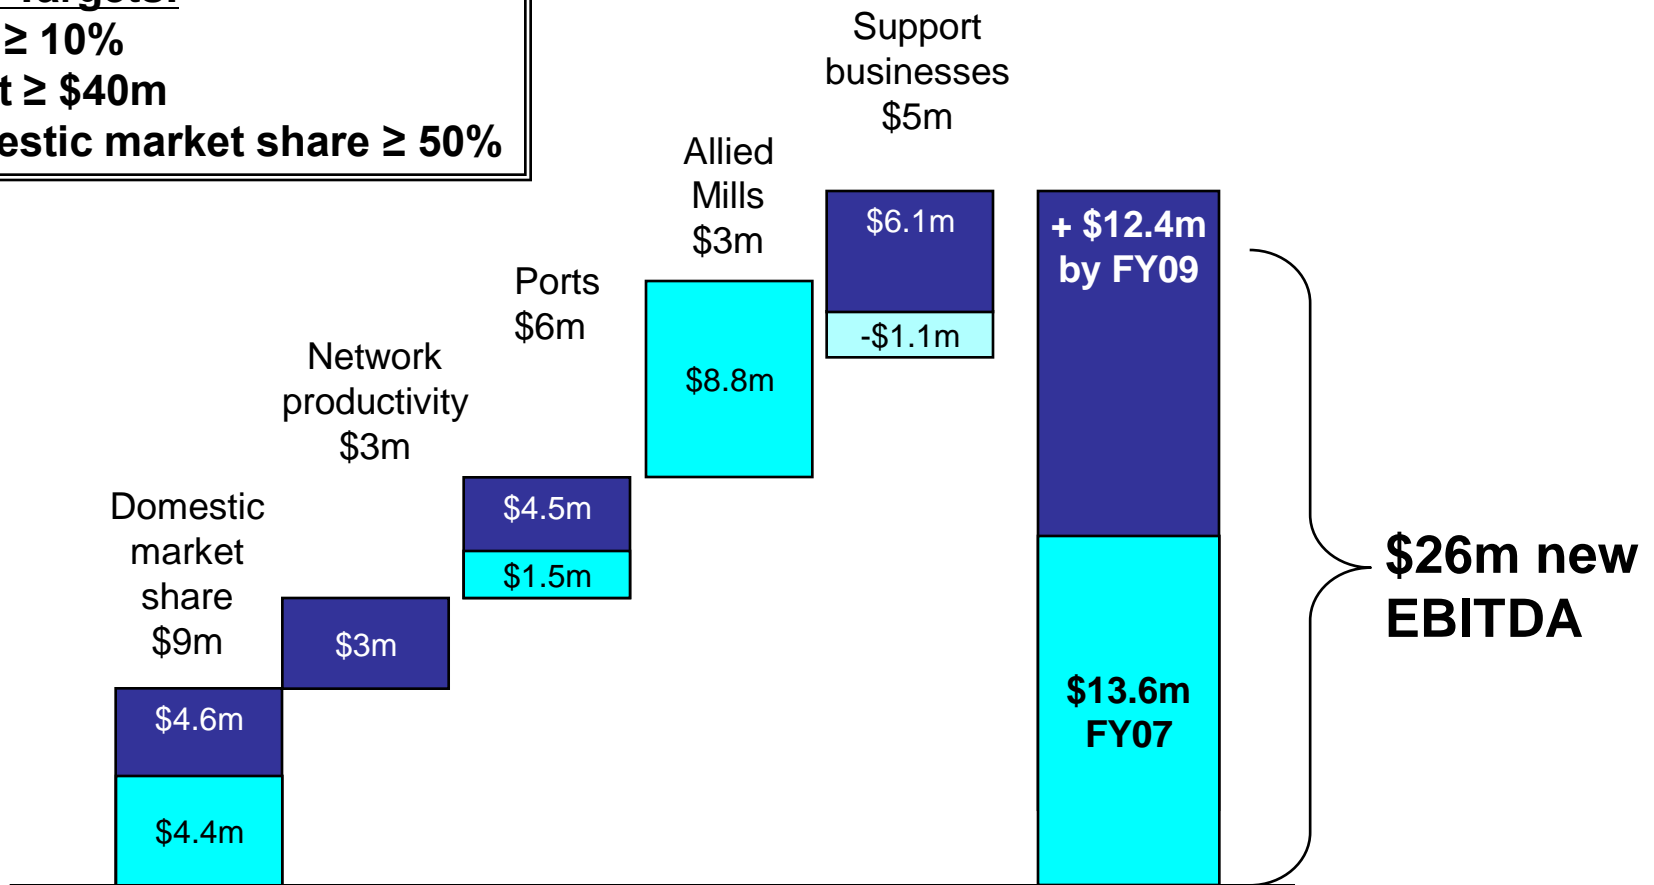 Targets:
≥ 10%
≥ $40m
market share ≥ 50%
Support
businesses
$5m
Allied
Mills
$3m
Ports
$6m
Network
productivity
$3m
Domestic
market
share
$9m
$6.1m
-$1.1m
$8.8m
$4.5m
$1.5m
$3m
$4.6m
$4.4m
+ $12.4m
by FY09
$13.6m
FY07
$26m new
EBITDA